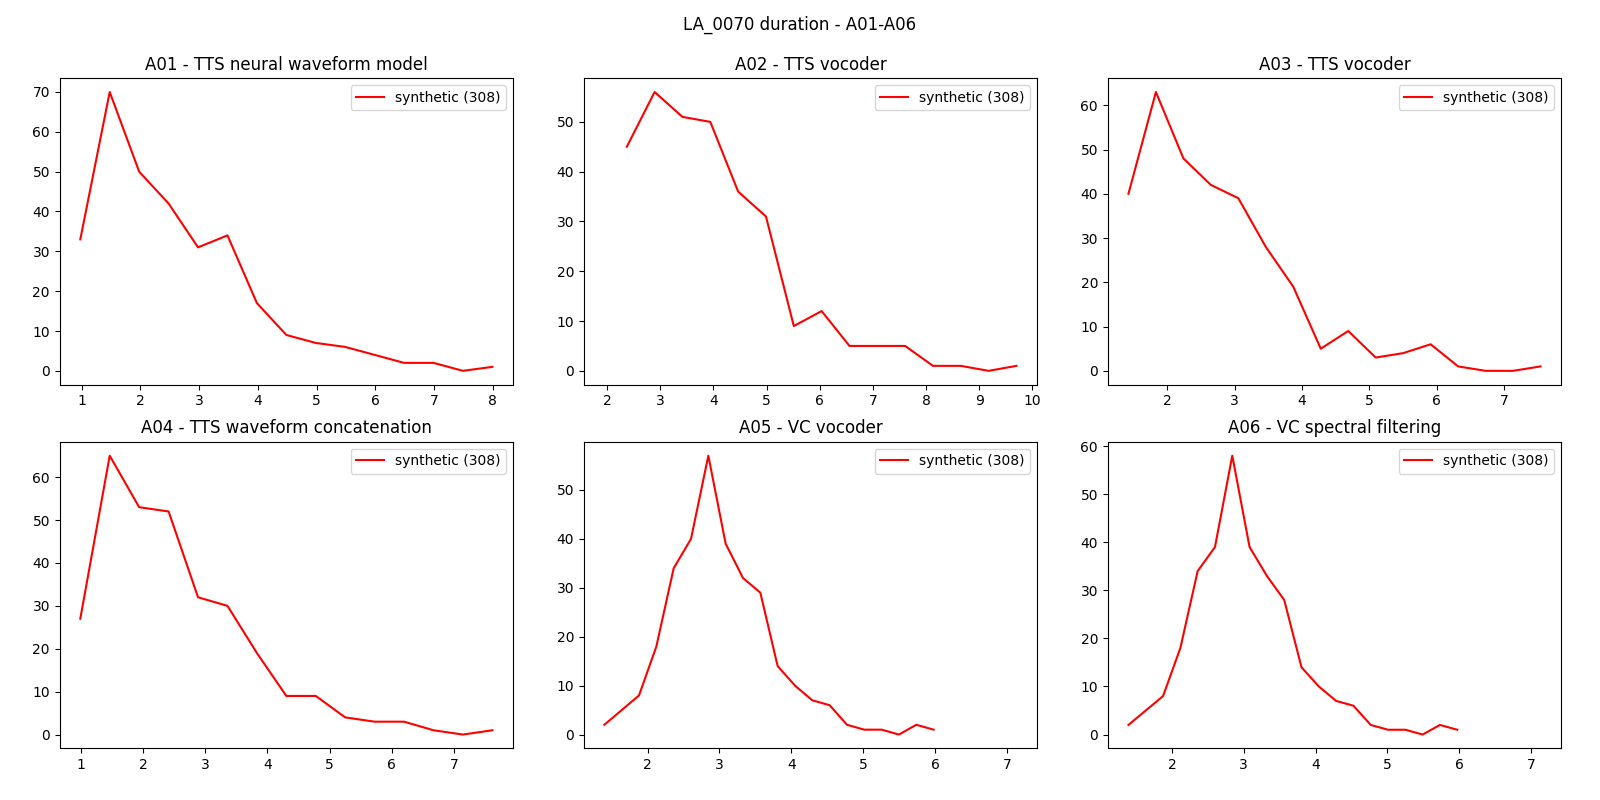 LA_0070 duration - A01-A06
A01 - TTS neural waveform model
synthetic (308)
70
60
50
40
30
20
10
0
1 2 3 4 5 6 7 8
A02 - TTS vocoder
synthetic (308)
50
40
30
20
10
0
2 3 4 5 6 7 8 9 10
A03 - TTS vocoder
synthetic (308)
60
50
40
30
20
10
0
2 3 4 5 6 7
A04 - TTS waveform concatenation
synthetic (308)
60
50
40
30
20
10
0
1 2 3 4 5 6 7
A05 - VC vocoder
synthetic (308)
50
40
30
20
10
0
2 3 4 5 6 7
A06 - VC spectral filtering
synthetic (308)
60
50
40
30
20
10
0
2 3 4 5 6 7